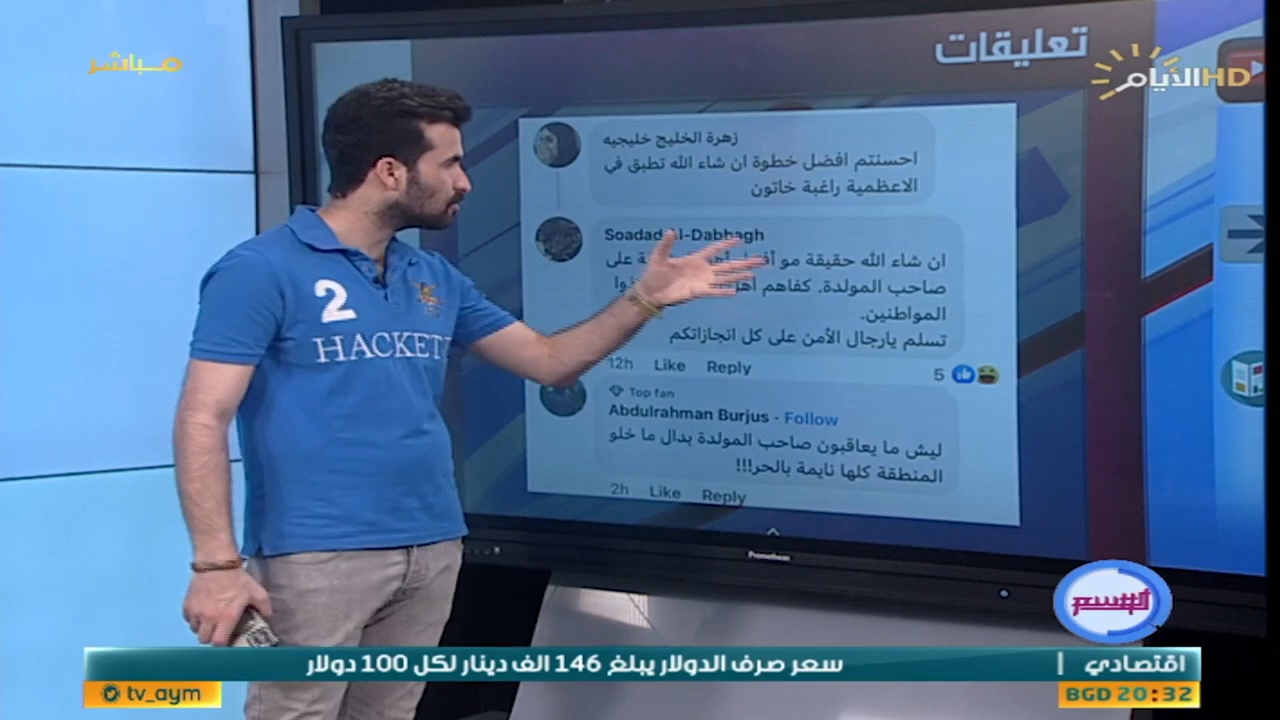 مباشر
تعليقات
الأيام HD
زهرة الخليج خليجيه
احسنتم افضل خطوة ان شاء الله تطبق في
الاعظمية راغبة خاتون
Soadad Al-Dabbagh
ان شاء الله حقيقة مو على
صاحب المولدة. كفاهم
المواطنين.
تسلم يارجال الأمن على كل انجازاتكم
12h Like Reply 5
Top fan
Abdulrahman Burjus · Follow
ليش ما يعاقبون صاحب المولدة بدال ما خلو
المنطقة كلها نايمة بالحر!!!
2h Like Reply
Promethean
2
HACKETT
اقتصادي | سعر صرف الدولار يبلغ 146 الف دينار لكل 100 دولار
tv_aym
BGD 20:32